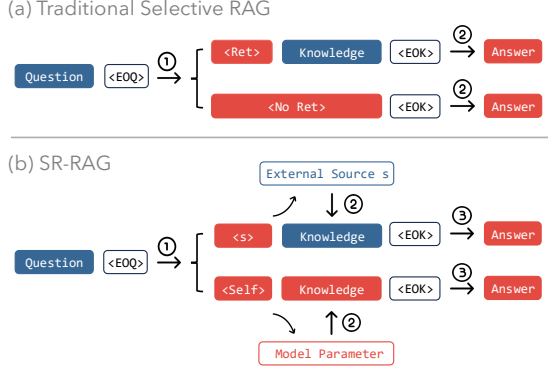 (a) Traditional Selective RAG
Question <EOQ> ① <Ret> Knowledge <EOK> ② Answer
<No Ret> <EOK> ② Answer
(b) SR-RAG
External Source s
②
Question <EOQ> ① <s> Knowledge <EOK> ③ Answer
<Self> Knowledge <EOK> ③ Answer
②
Model Parameter